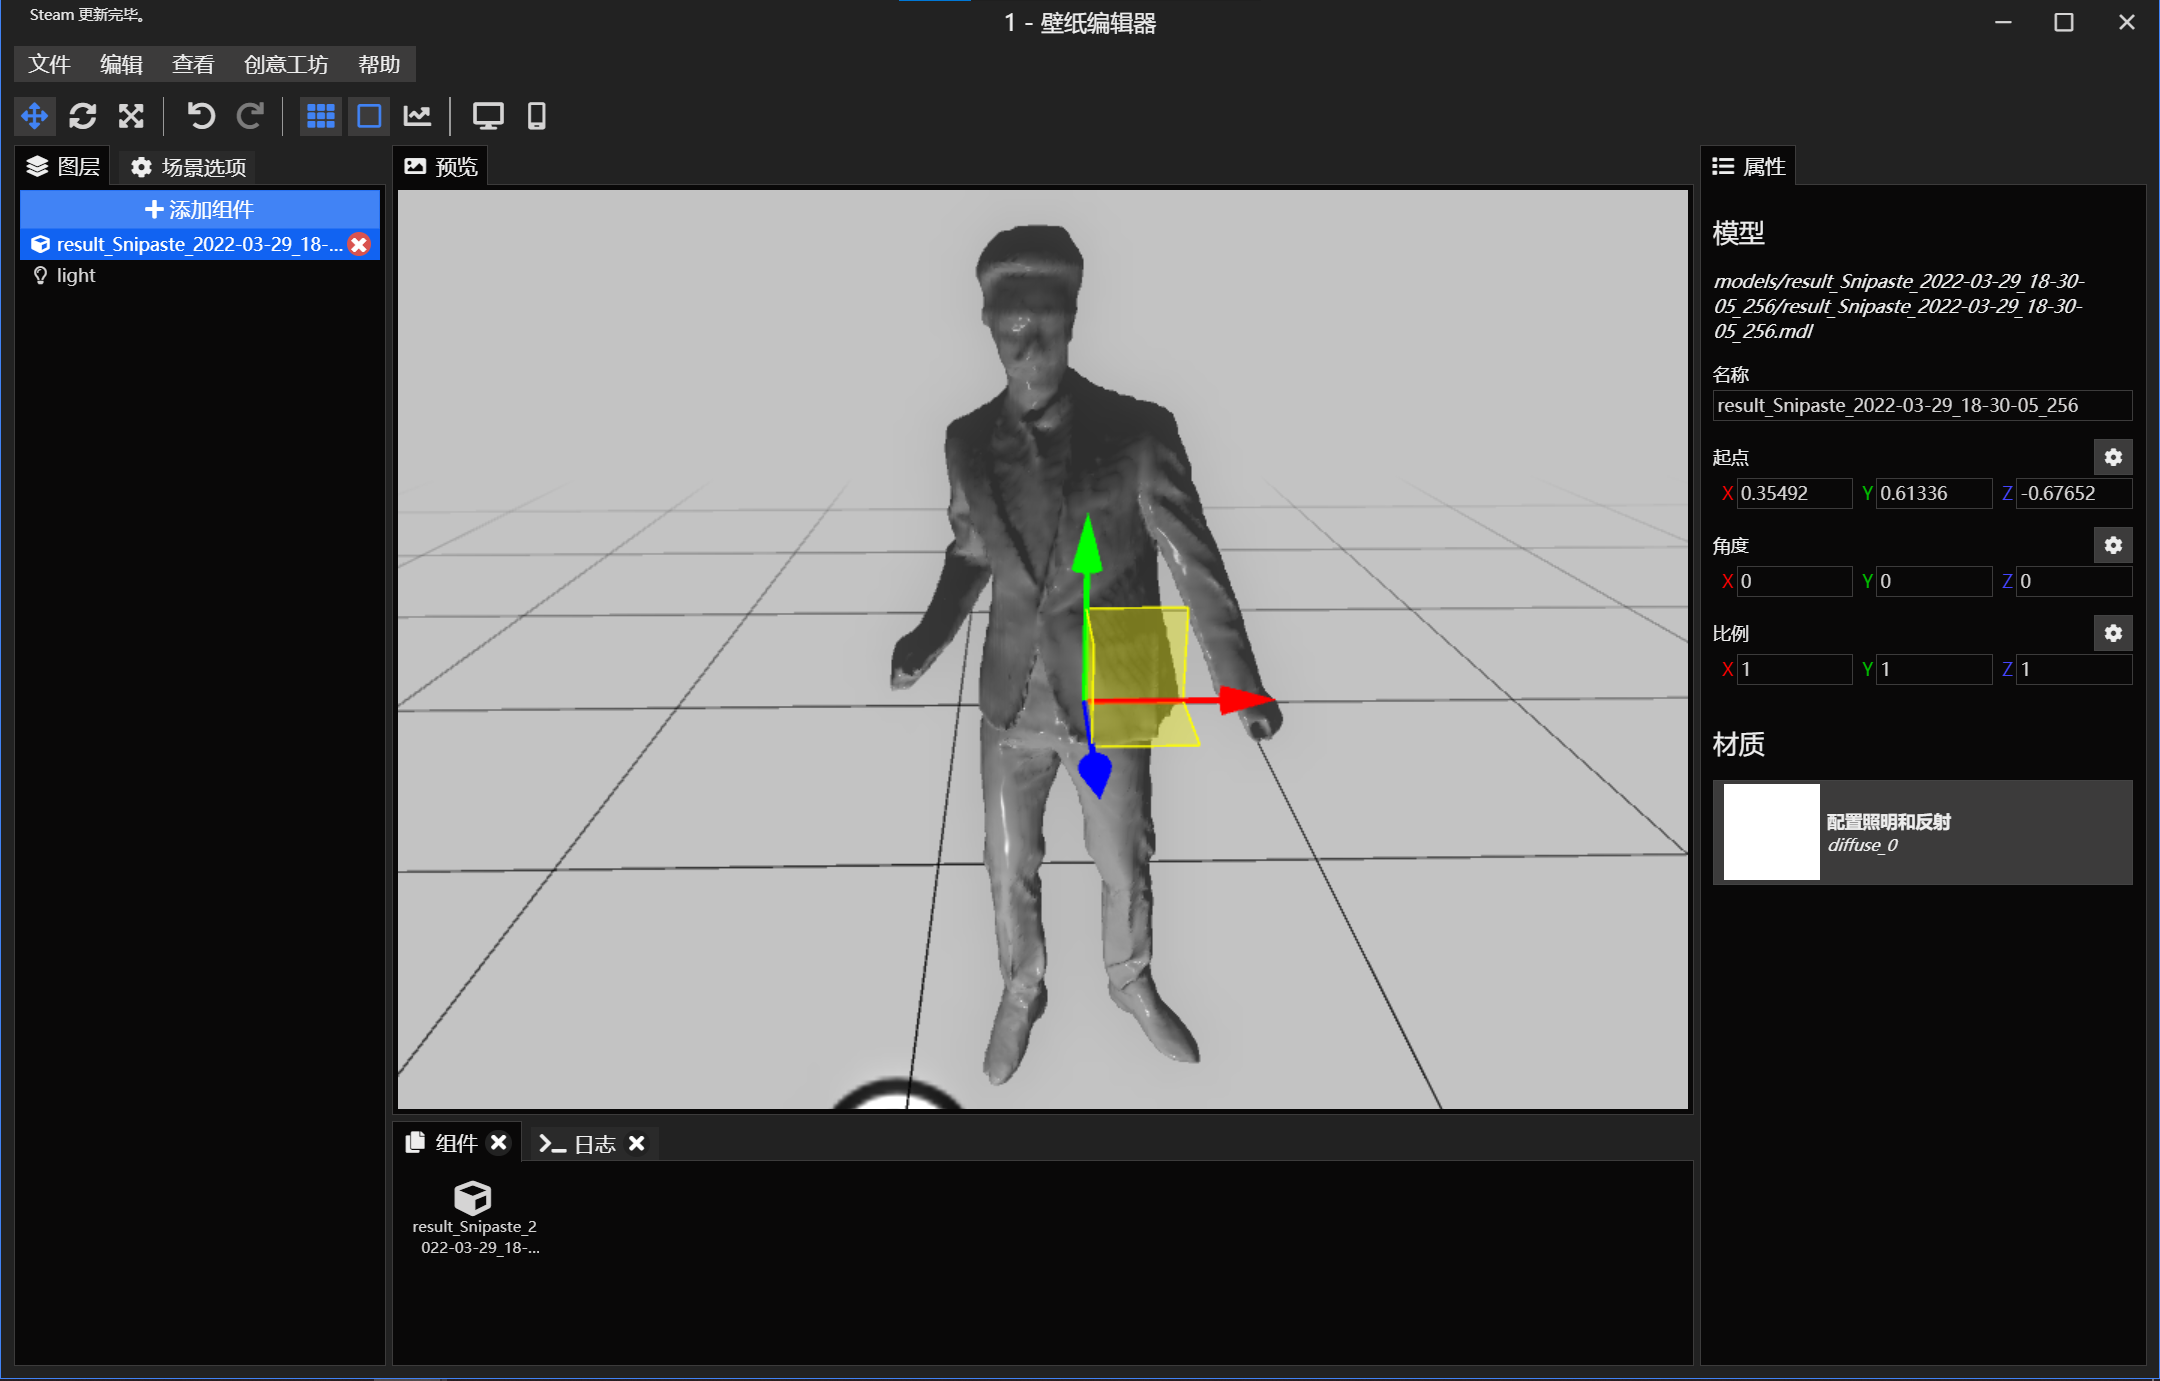 Steam 更新完毕。
1 - 壁纸编辑器
文件 编辑 查看 创意工坊 帮助
图层 场景选项
添加组件
result_Snipaste_2022-03-29_18-...
light
预览
组件 日志
result_Snipaste_2
022-03-29_18-...
属性
模型
models/result_Snipaste_2022-03-29_18-30-
05_256/result_Snipaste_2022-03-29_18-30-
05_256.mdl
名称
result_Snipaste_2022-03-29_18-30-05_256
起点
X 0.35492 Y 0.61336 Z -0.67652
角度
X 0 Y 0 Z 0
比例
X 1 Y 1 Z 1
材质
配置照明和反射
diffuse_0